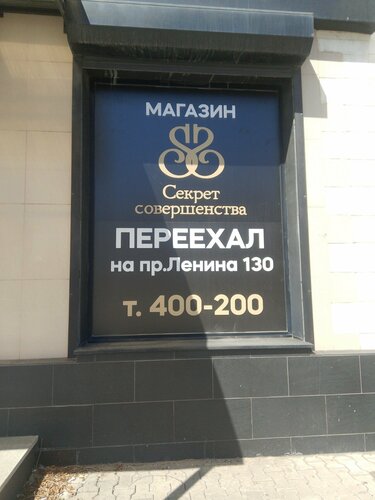 МАГАЗИН
Секрет
совершенства
ПЕРЕЕХАЛ
на пр.Ленина 130
т. 400-200